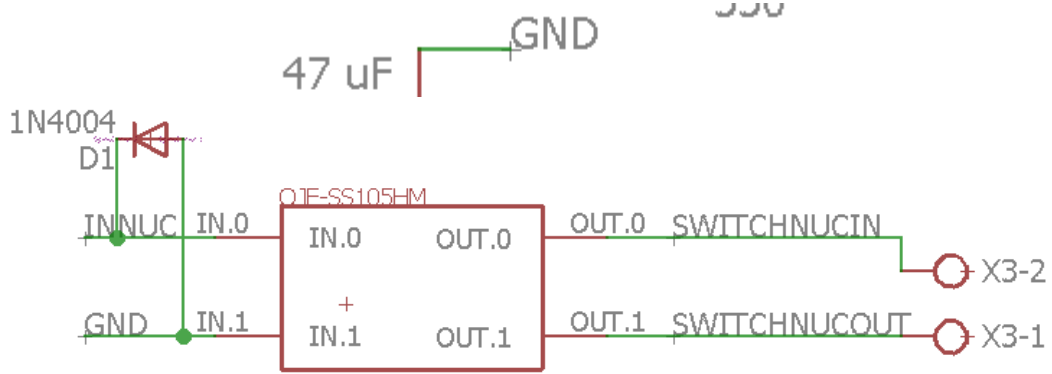 GND
47 uF
1N4004
D1
OJE-SS105HM
INNUC IN.0 IN.0 OUT.0 OUT.0 SWITCHNUCIN
X3-2
GND IN.1 IN.1 OUT.1 OUT.1 SWITCHNUCOUT X3-1